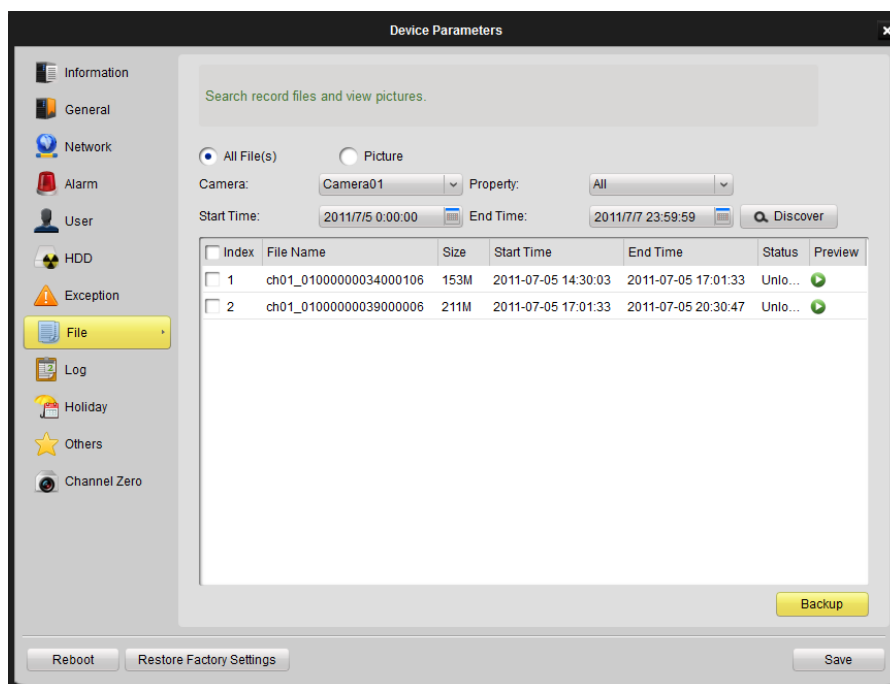 Device Parameters
Information
General
Network
Alarm
User
HDD
Exception
File
Log
Holiday
Others
Channel Zero
Search record files and view pictures.
All File(s) Picture
Camera: Camera01 Property: All
Start Time: 2011/7/5 0:00:00 End Time: 2011/7/7 23:59:59 Discover
Index File Name Size Start Time End Time Status Preview
1 ch01_01000000034000106 153M 2011-07-05 14:30:03 2011-07-05 17:01:33 Unlo...
2 ch01_01000000039000006 211M 2011-07-05 17:01:33 2011-07-05 20:30:47 Unlo...
Backup
Reboot Restore Factory Settings Save